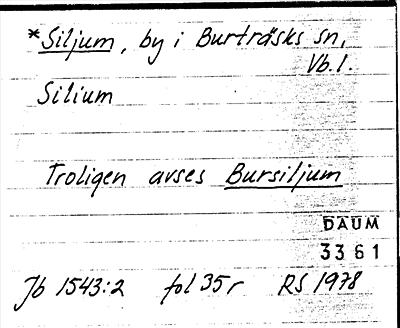 *Siljum, by i Burträsks sn,
Vb. l.
Silium
Troligen avses Bursiljum
DAUM
3361
Jb 1543:2 fol 35r RS 1978